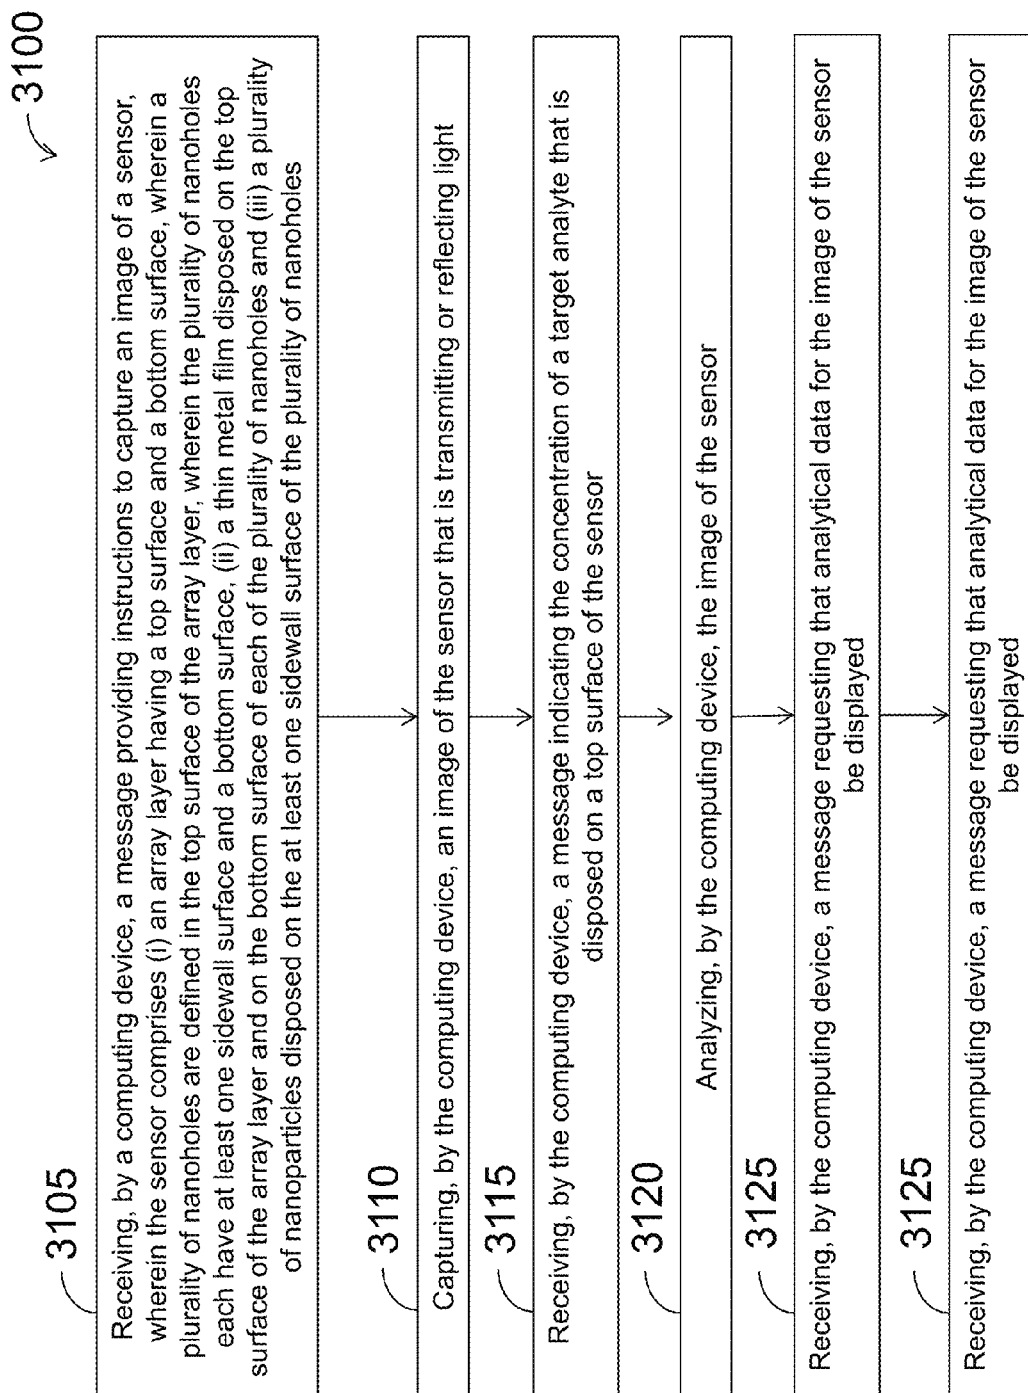 3100
3105
Receiving, by a computing device, a message providing instructions to capture an image of a sensor,
wherein the sensor comprises (i) an array layer having a top surface and a bottom surface, wherein a
plurality of nanoholes are defined in the top surface of the array layer, wherein the plurality of nanoholes
each have at least one sidewall surface and a bottom surface, (ii) a thin metal film disposed on the top
surface of the array layer and on the bottom surface of each of the plurality of nanoholes and (iii) a plurality
of nanoparticles disposed on the at least one sidewall surface of the plurality of nanoholes
3110
Capturing, by the computing device, an image of the sensor that is transmitting or reflecting light
3115
Receiving, by the computing device, a message indicating the concentration of a target analyte that is
disposed on a top surface of the sensor
3120
Analyzing, by the computing device, the image of the sensor
3125
Receiving, by the computing device, a message requesting that analytical data for the image of the sensor
be displayed
3125
Receiving, by the computing device, a message requesting that analytical data for the image of the sensor
be displayed